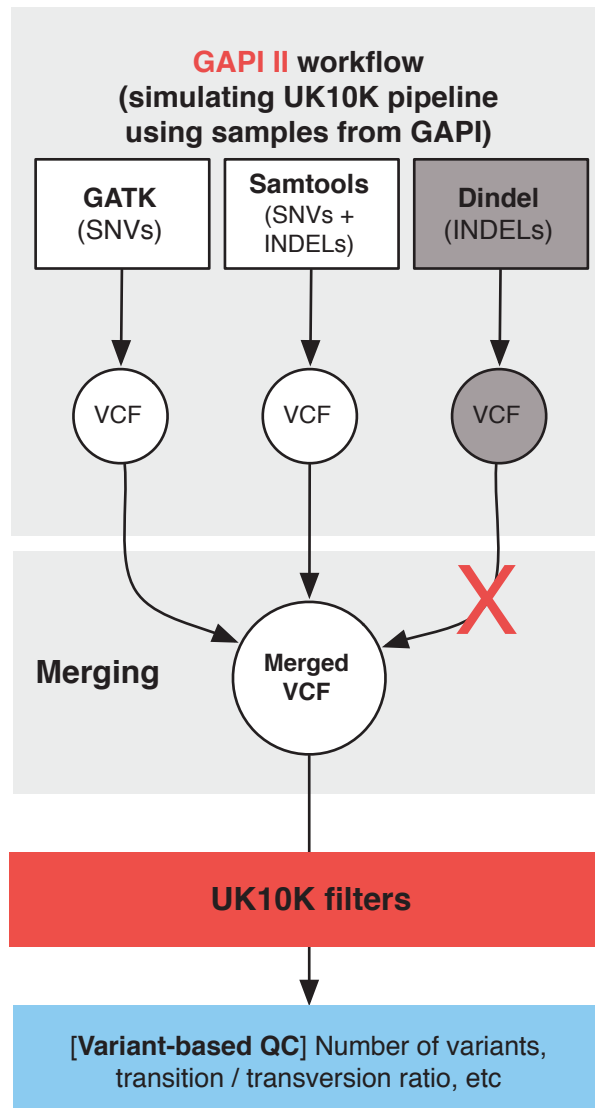 GAPI II workflow
(simulating UK10K pipeline
using samples from GAPI)
GATK
(SNVs)
Samtools
(SNVs +
INDELs)
Dindel
(INDELs)
VCF
VCF
VCF
X
Merging
Merged
VCF
UK10K filters
[Variant-based QC] Number of variants,
transition / transversion ratio, etc